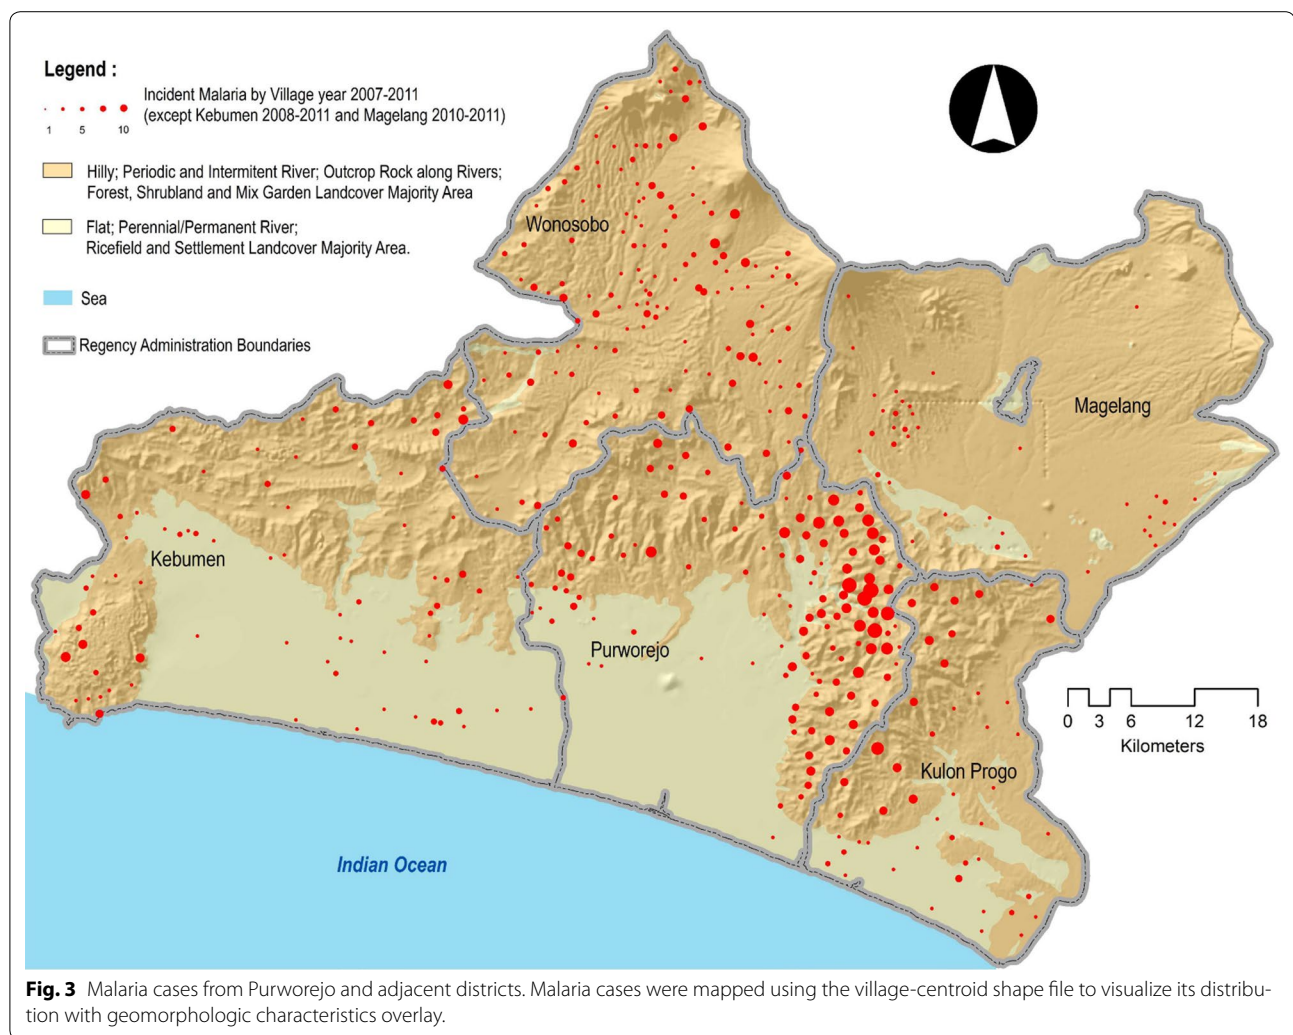 Legend :
Incident Malaria by Village year 2007-2011
(except Kebumen 2008-2011 and Magelang 2010-2011)
1 5 10
Hilly; Periodic and Intermitent River; Outcrop Rock along Rivers;
Forest, Shrubland and Mix Garden Landcover Majority Area
Flat; Perennial/Permanent River;
Ricefield and Settlement Landcover Majority Area.
Sea
Regency Administration Boundaries
Wonosobo
Magelang
Kebumen
Purworejo
0 3 6 12 18
Kilometers
Kulon Progo
Indian Ocean
Fig. 3 Malaria cases from Purworejo and adjacent districts. Malaria cases were mapped using the village-centroid shape file to visualize its distribu-
tion with geomorphologic characteristics overlay.